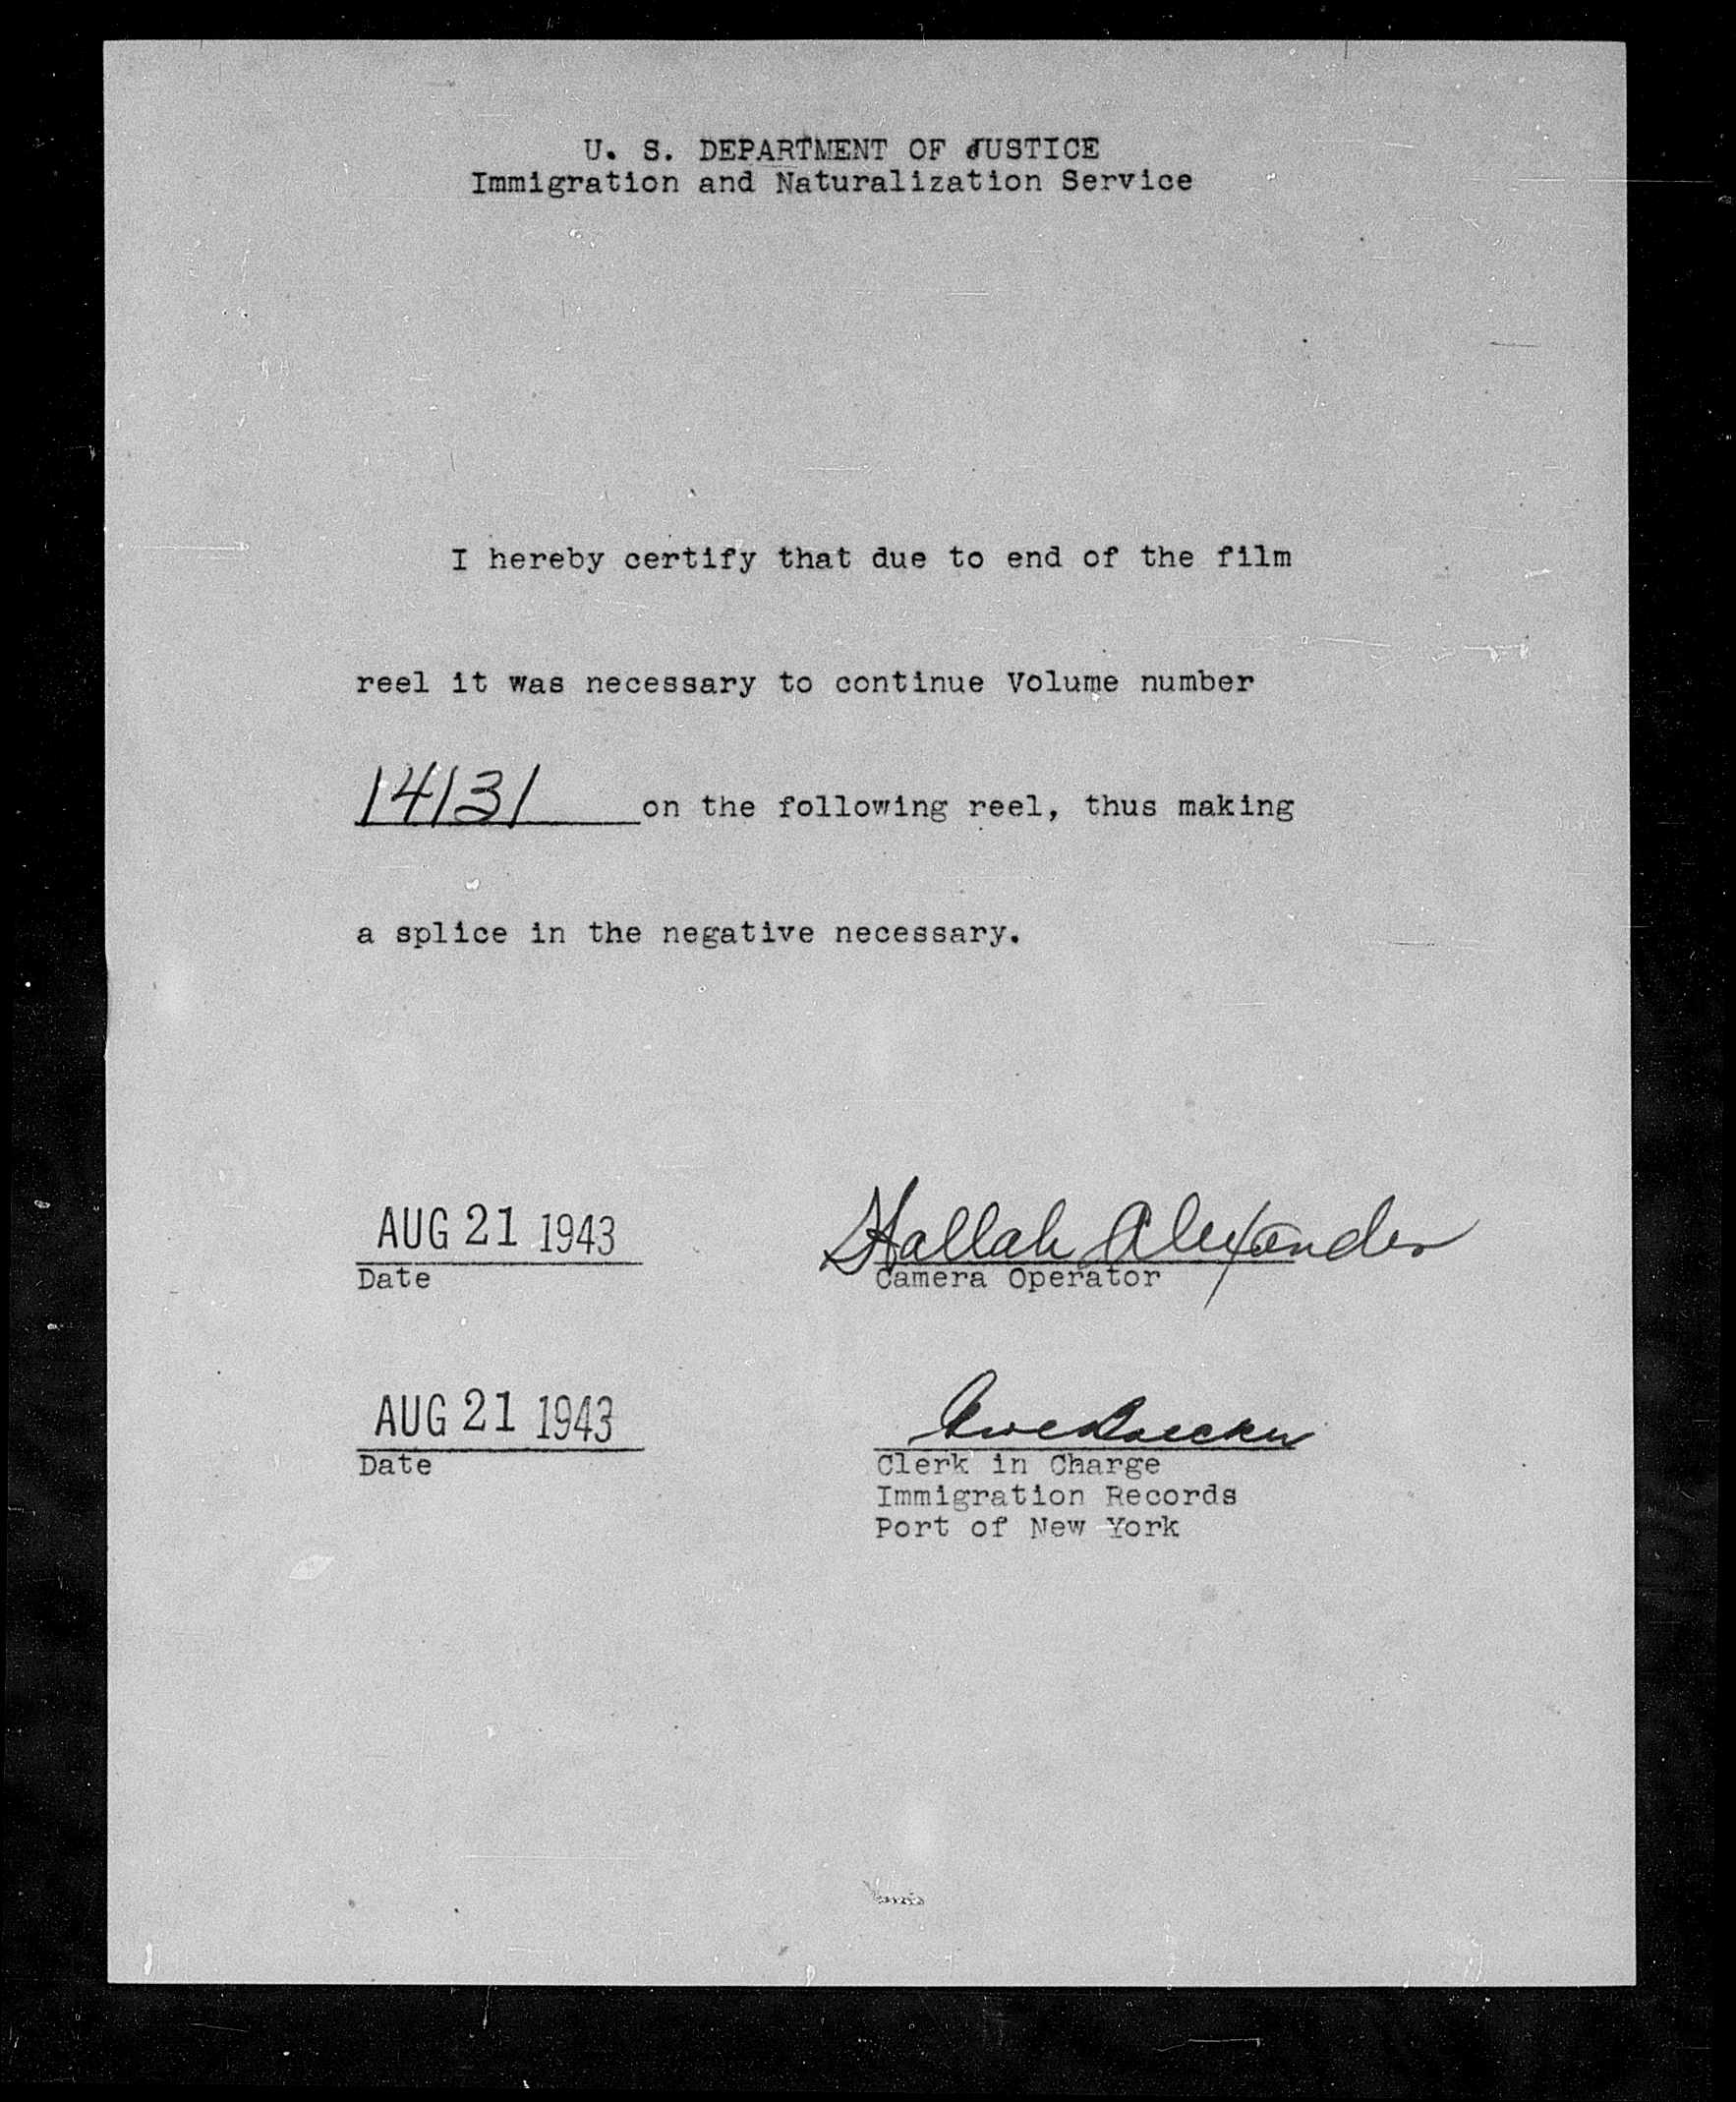 U. S. DEPARTMENT OF JUSTICE
Immigration and Naturalization Service
I hereby certify that due to end of the film
reel it was necessary to continue Volume number
14131 on the following reel, thus making
a splice in the negative necessary.
AUG 21 1943 Hallah Alexander
Date Camera Operator
AUG 21 1943
Date Clerk in Charge
Immigration Records
Port of New York